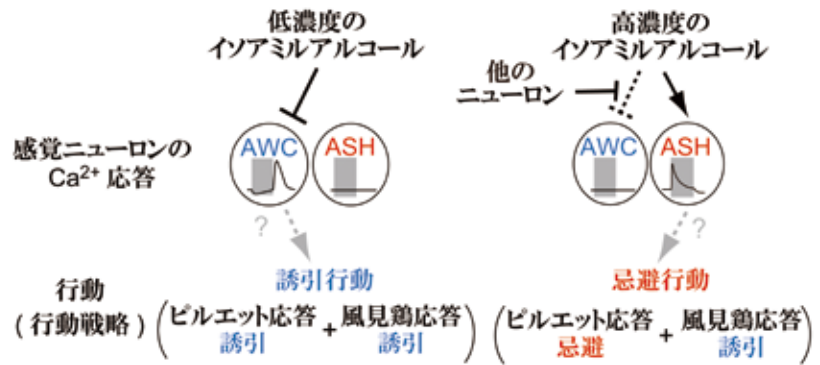 低濃度の
イソアミルアルコール
高濃度の
イソアミルアルコール
他の
ニューロン
感覚ニューロンの
Ca²⁺ 応答
AWC
ASH
AWC
ASH
?
?
行動
(行動戦略)
誘引行動
(ピルエット応答 + 風見鶏応答)
誘引
誘引
忌避行動
(ピルエット応答 + 風見鶏応答)
忌避
誘引